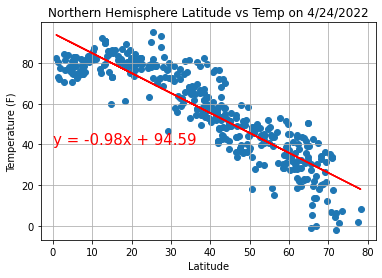 Northern Hemisphere Latitude vs Temp on 4/24/2022
Temperature (F)
80
60
40
20
0
y = -0.98x + 94.59
0 10 20 30 40 50 60 70 80
Latitude